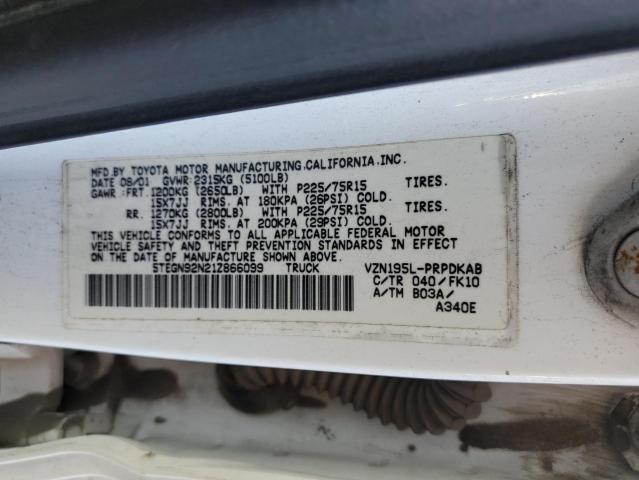 MFD.BY TOYOTA MOTOR MANUFACTURING,CALIFORNIA.INC.
DATE 08/01 GVWR:2315KG (5100LB)
GAWR:FRT.1200KG (2650LB) WITH P225/75R15 TIRES.
15X7JJ RIMS. AT 180KPA (26PSI) COLD.
RR. 1270KG (2800LB) WITH P225/75R15 TIRES.
15X7JJ RIMS. AT 200KPA (29PSI) COLD.
THIS VEHICLE CONFORMS TO ALL APPLICABLE FEDERAL MOTOR
VEHICLE SAFETY AND THEFT PREVENTION STANDARDS IN EFFECT
ON THE DATE OF MANUFACTURE SHOWN ABOVE.
5TEGN92N21Z866099 TRUCK VZN195L-PRPDKAB
C/TR 040/FK10
A/TM B03A/
A340E